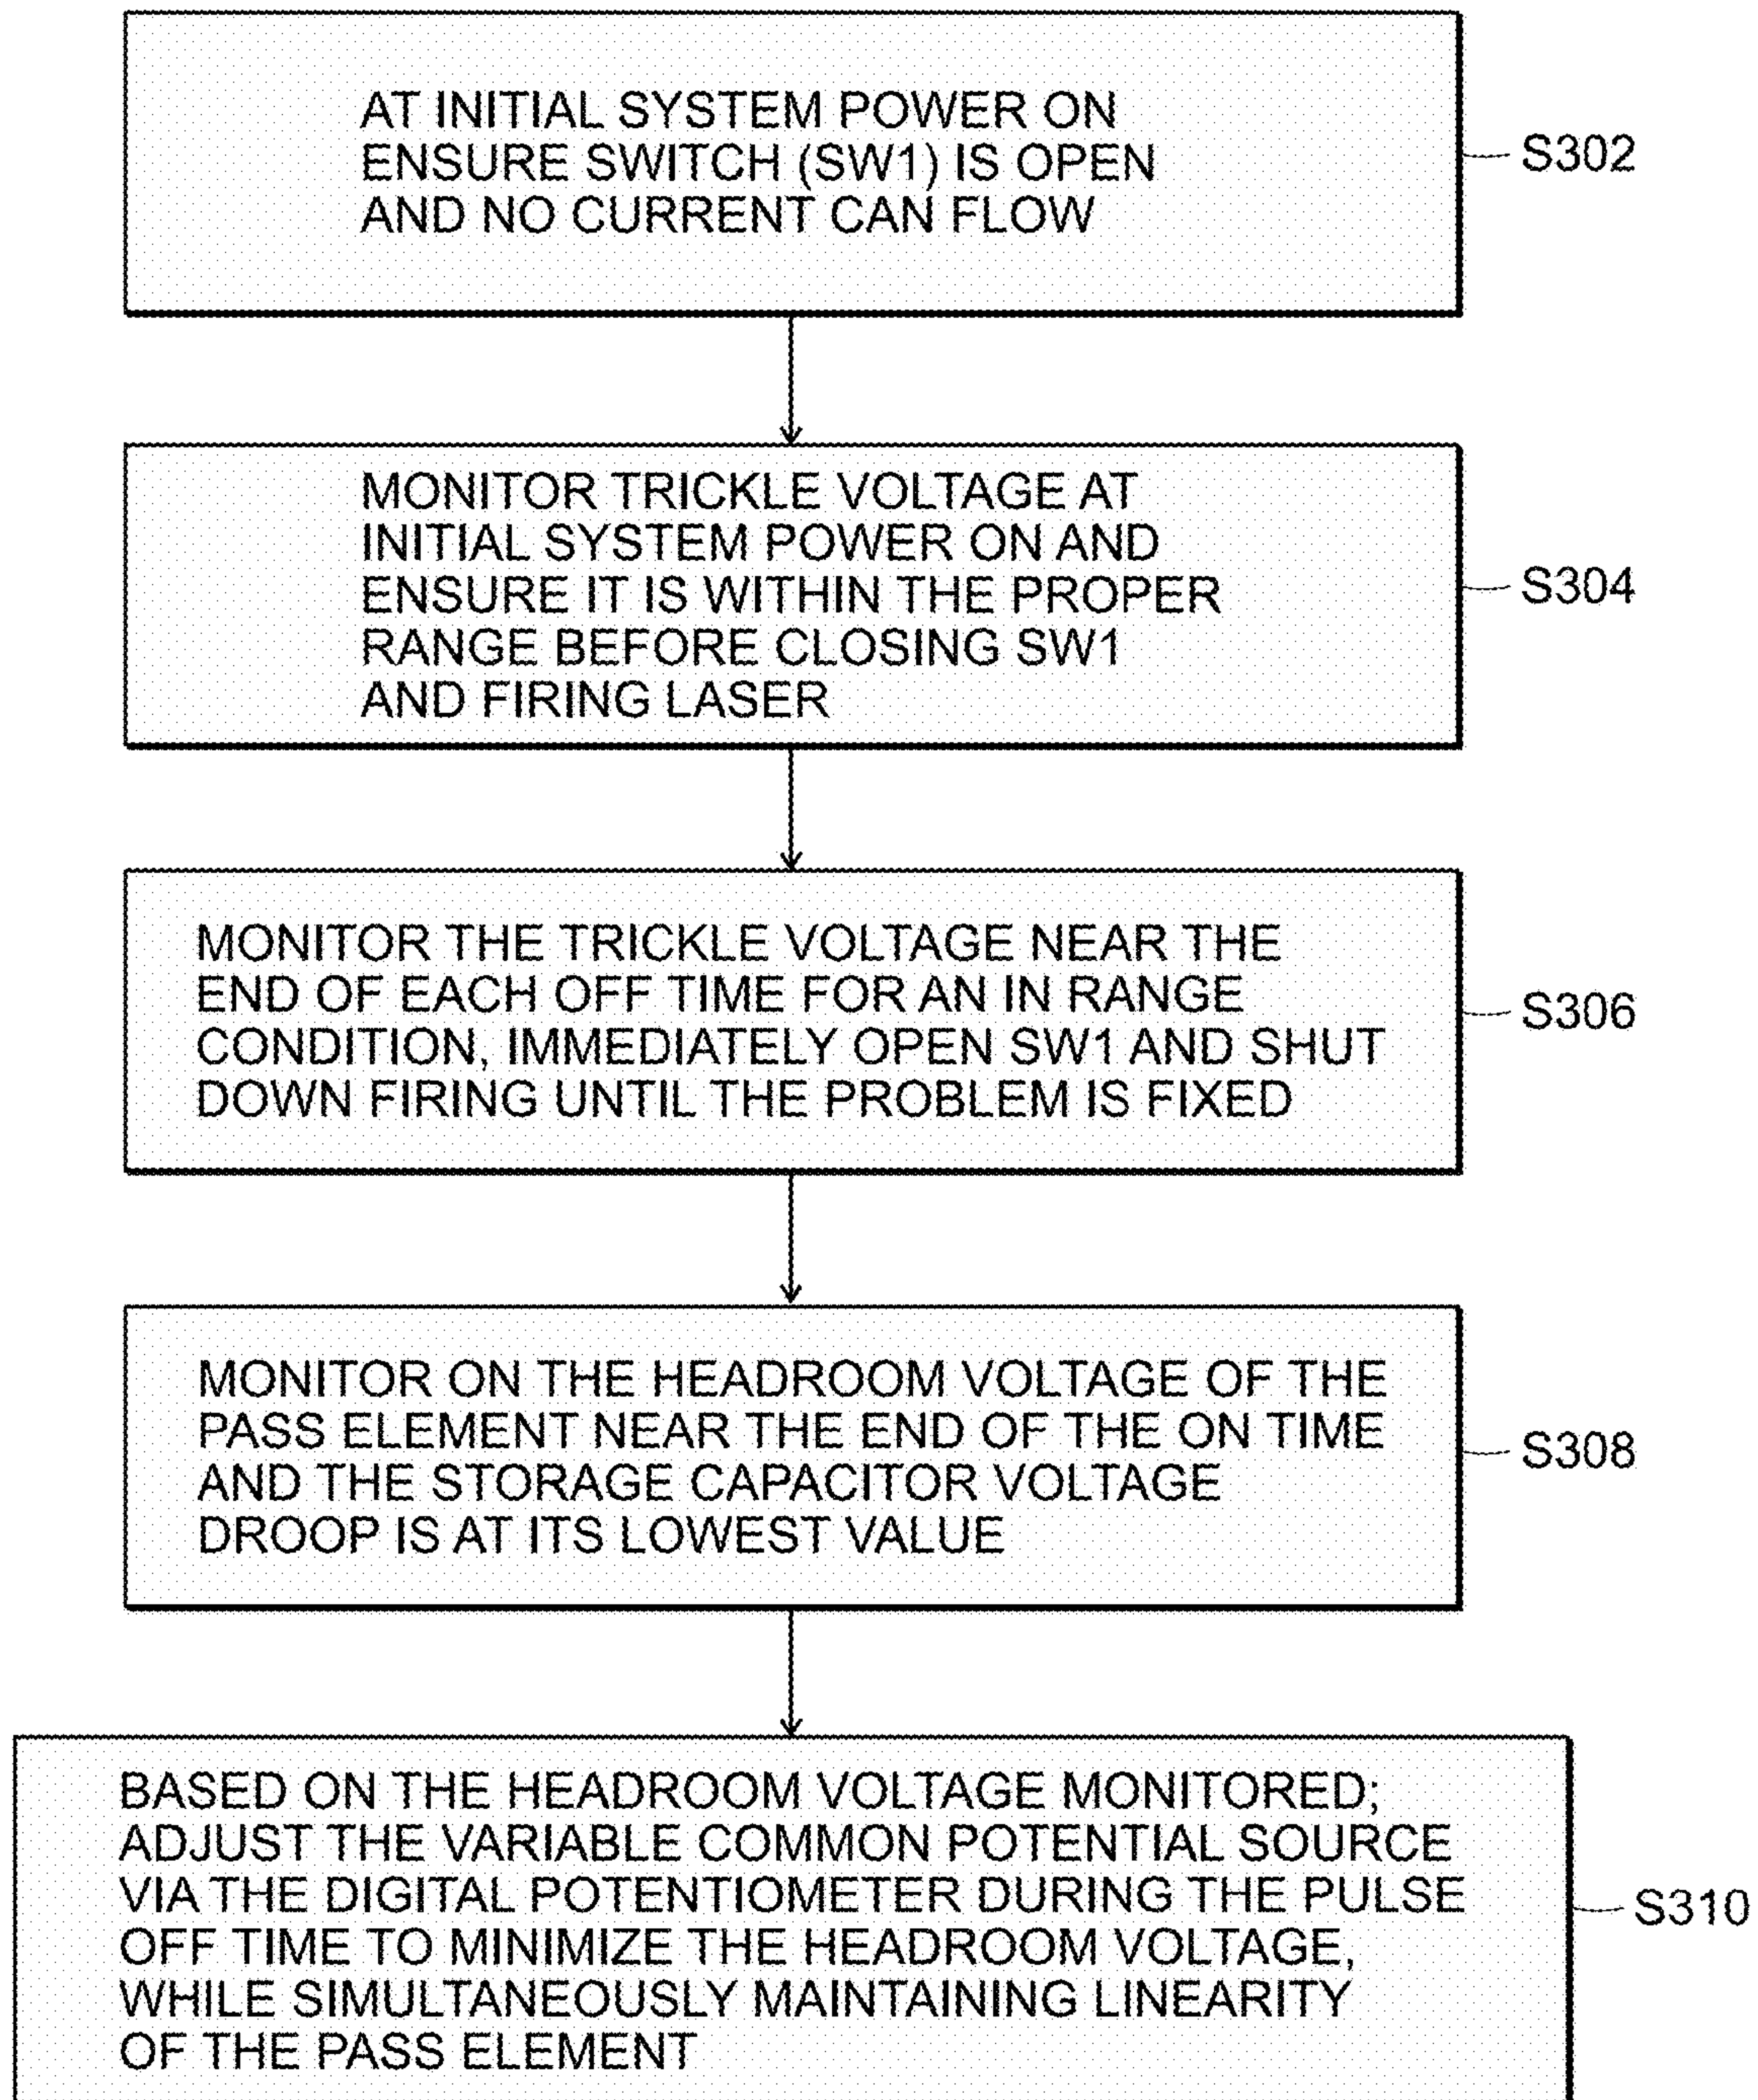 AT INITIAL SYSTEM POWER ON
ENSURE SWITCH (SW1) IS OPEN
AND NO CURRENT CAN FLOW
S302
MONITOR TRICKLE VOLTAGE AT
INITIAL SYSTEM POWER ON AND
ENSURE IT IS WITHIN THE PROPER
RANGE BEFORE CLOSING SW1
AND FIRING LASER
S304
MONITOR THE TRICKLE VOLTAGE NEAR THE
END OF EACH OFF TIME FOR AN IN RANGE
CONDITION, IMMEDIATELY OPEN SW1 AND SHUT
DOWN FIRING UNTIL THE PROBLEM IS FIXED
S306
MONITOR ON THE HEADROOM VOLTAGE OF THE
PASS ELEMENT NEAR THE END OF THE ON TIME
AND THE STORAGE CAPACITOR VOLTAGE
DROOP IS AT ITS LOWEST VALUE
S308
BASED ON THE HEADROOM VOLTAGE MONITORED;
ADJUST THE VARIABLE COMMON POTENTIAL SOURCE
VIA THE DIGITAL POTENTIOMETER DURING THE PULSE
OFF TIME TO MINIMIZE THE HEADROOM VOLTAGE,
WHILE SIMULTANEOUSLY MAINTAINING LINEARITY
OF THE PASS ELEMENT
S310